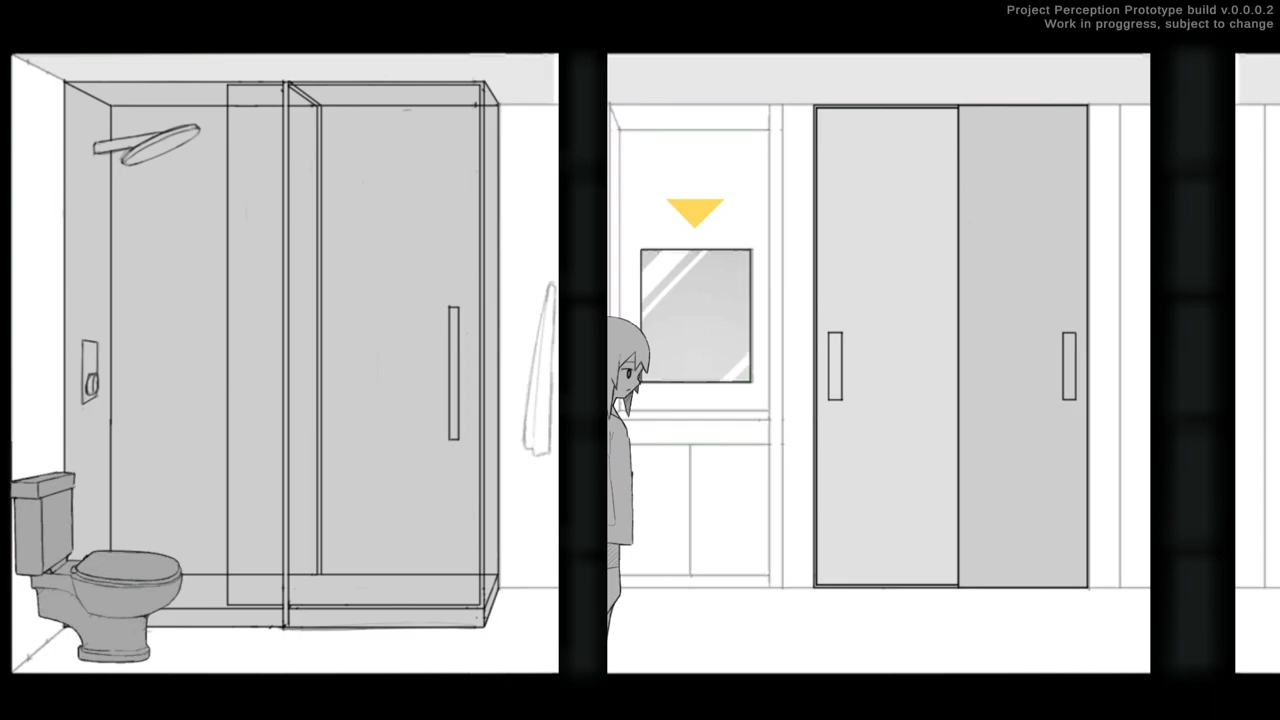 Project Perception Prototype build v.0.0.0.2
Work in proggress, subject to change